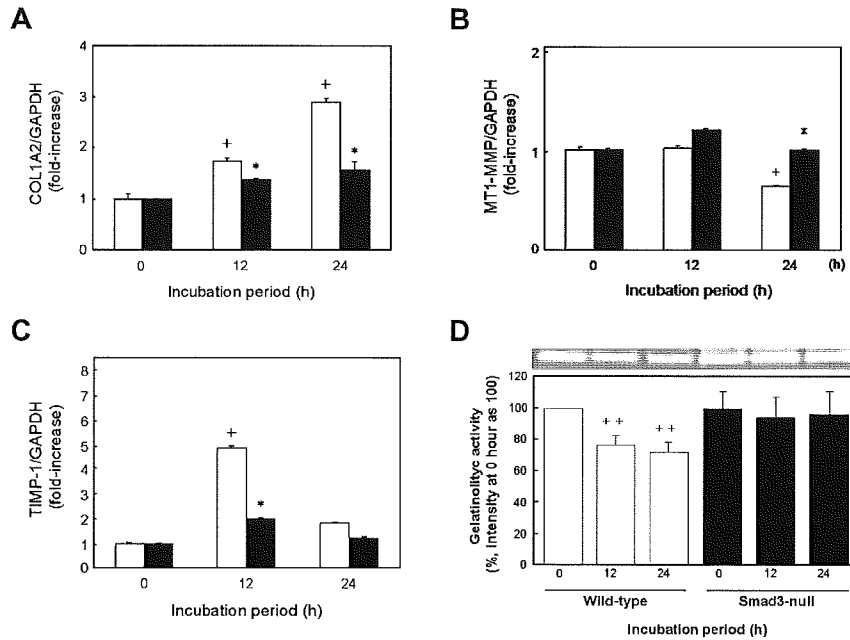 A
COL1A2/GAPDH
(fold-increase)
4
3
2
1
0
+
*
+
*
0 12 24
Incubation period (h)
B
MT1-MMP/GAPDH
(fold-increase)
2
1
0
+
*
0 12 24 (h)
Incubation period (h)
C
TIMP-1/GAPDH
(fold-increase)
8
7
6
5
4
3
2
1
0
+
*
0 12 24
Incubation period (h)
D
Gelatinolityc activity
(%, Intensity at 0 hour as 100)
120
100
80
60
40
20
0
++ ++
0 12 24 0 12 24
Wild-type Smad3-null
Incubation period (h)